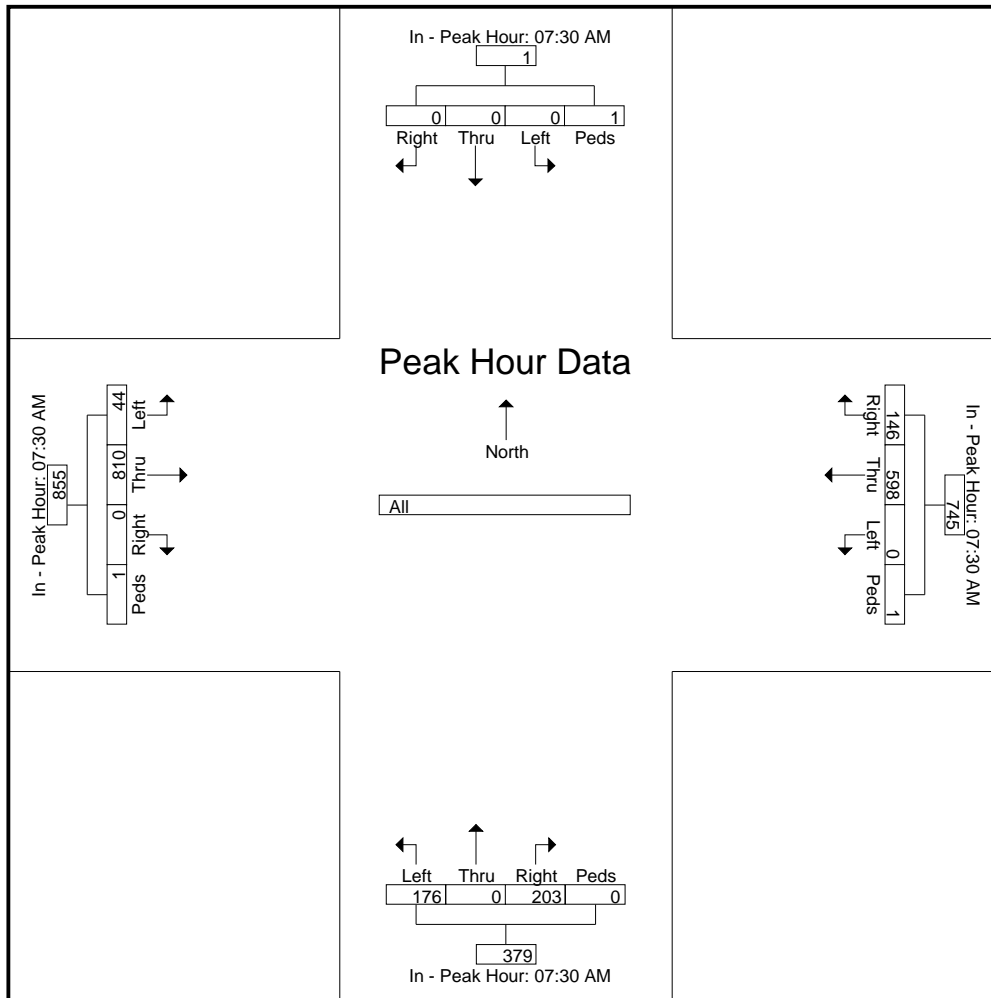 In - Peak Hour: 07:30 AM
1
0 0 0 1
Right Thru Left Peds
Peak Hour Data
North
All
In - Peak Hour: 07:30 AM
855
44 810 0 1
Left Thru Right Peds
In - Peak Hour: 07:30 AM
745
146 598 0 1
Right Thru Left Peds
Left Thru Right Peds
176 0 203 0
379
In - Peak Hour: 07:30 AM